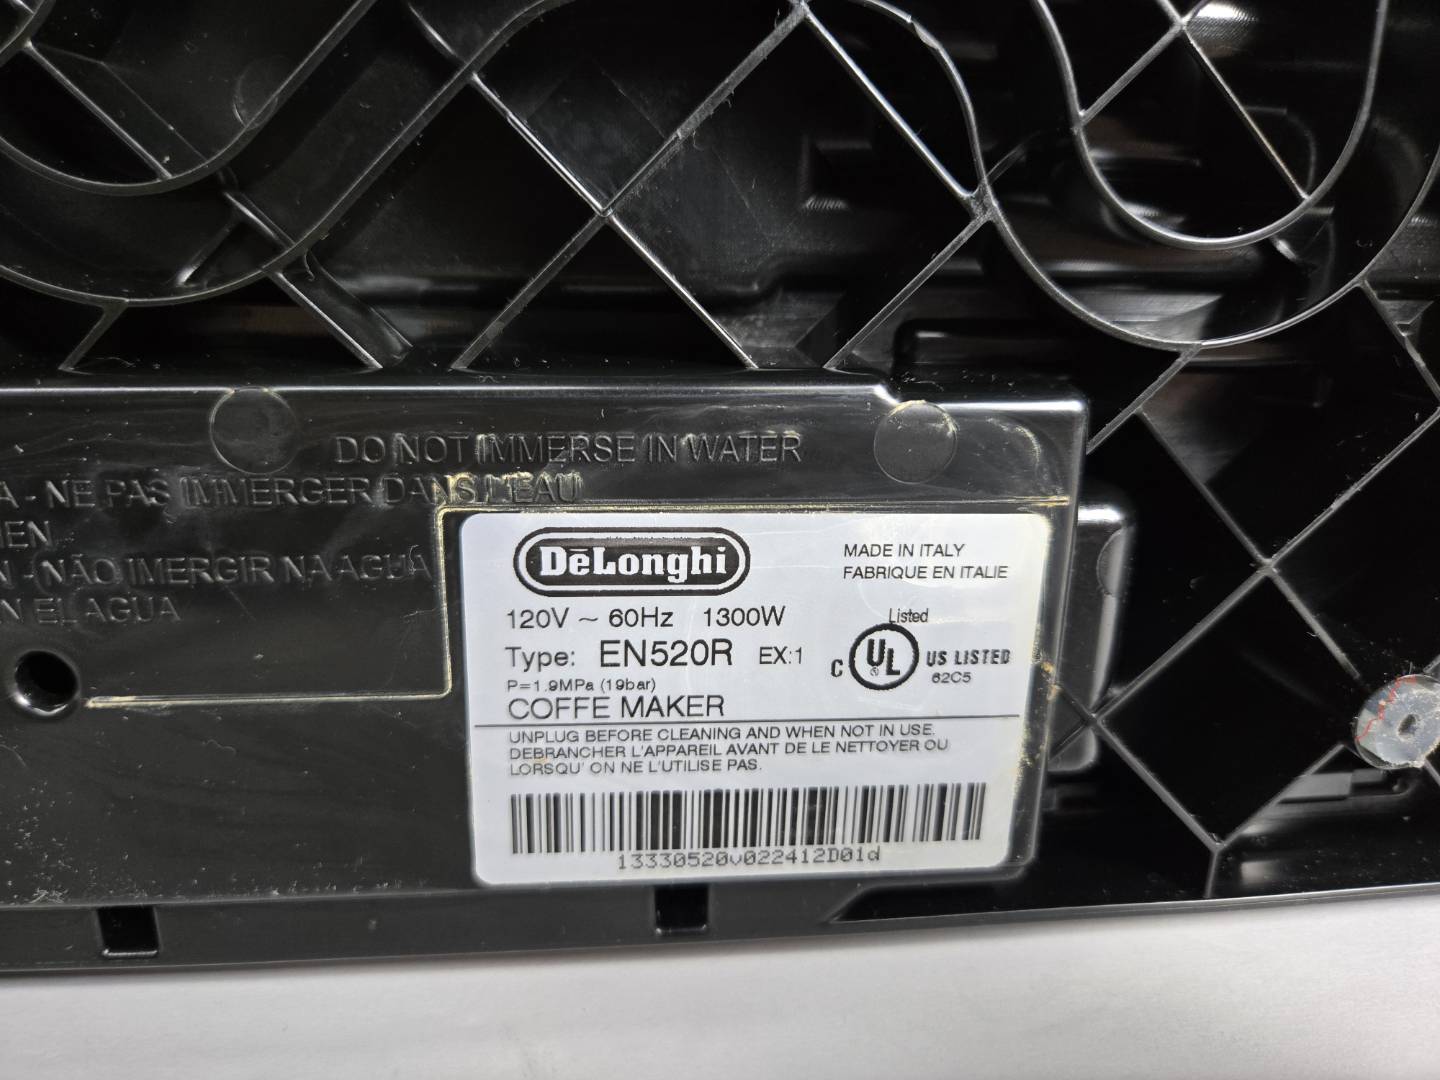 DO NOT IMMERSE IN WATER
A - NE PAS IMMERGER DANS L'EAU
N - NÃO IMERGIR NA AGUA
EL AGUA
DeLonghi
MADE IN ITALY
FABRIQUE EN ITALIE
120V ~ 60Hz 1300W
Type: EN520R EX:1
P=1.9MPa (19bar)
COFFE MAKER
Listed
C UL US LISTED
62C5
UNPLUG BEFORE CLEANING AND WHEN NOT IN USE.
DEBRANCHER L'APPAREIL AVANT DE LE NETTOYER OU
LORSQU' ON NE L'UTILISE PAS.
13330520v022412D01d